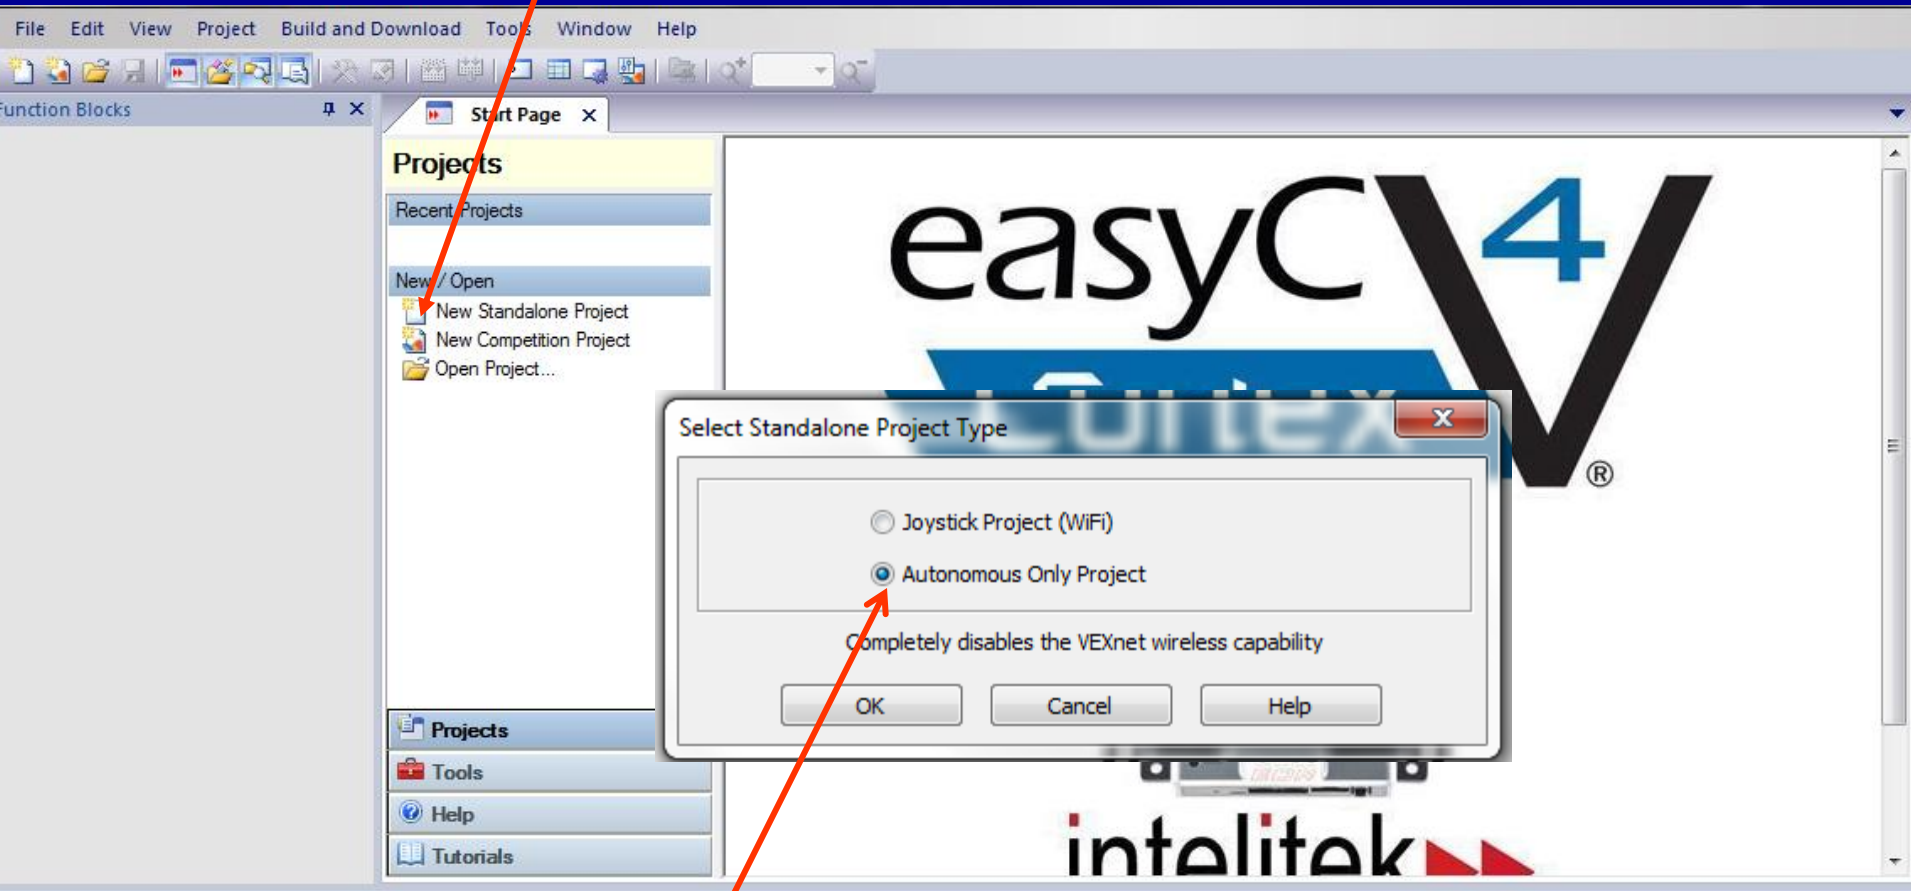 File Edit View Project Build and Download Tools Window Help
Function Blocks
Start Page
Projects
Recent Projects
New / Open
New Standalone Project
New Competition Project
Open Project...
easyC V4
Cortex
®
Select Standalone Project Type
Joystick Project (WiFi)
Autonomous Only Project
Completely disables the VEXnet wireless capability
OK Cancel Help
Projects
Tools
Help
Tutorials
intelitek